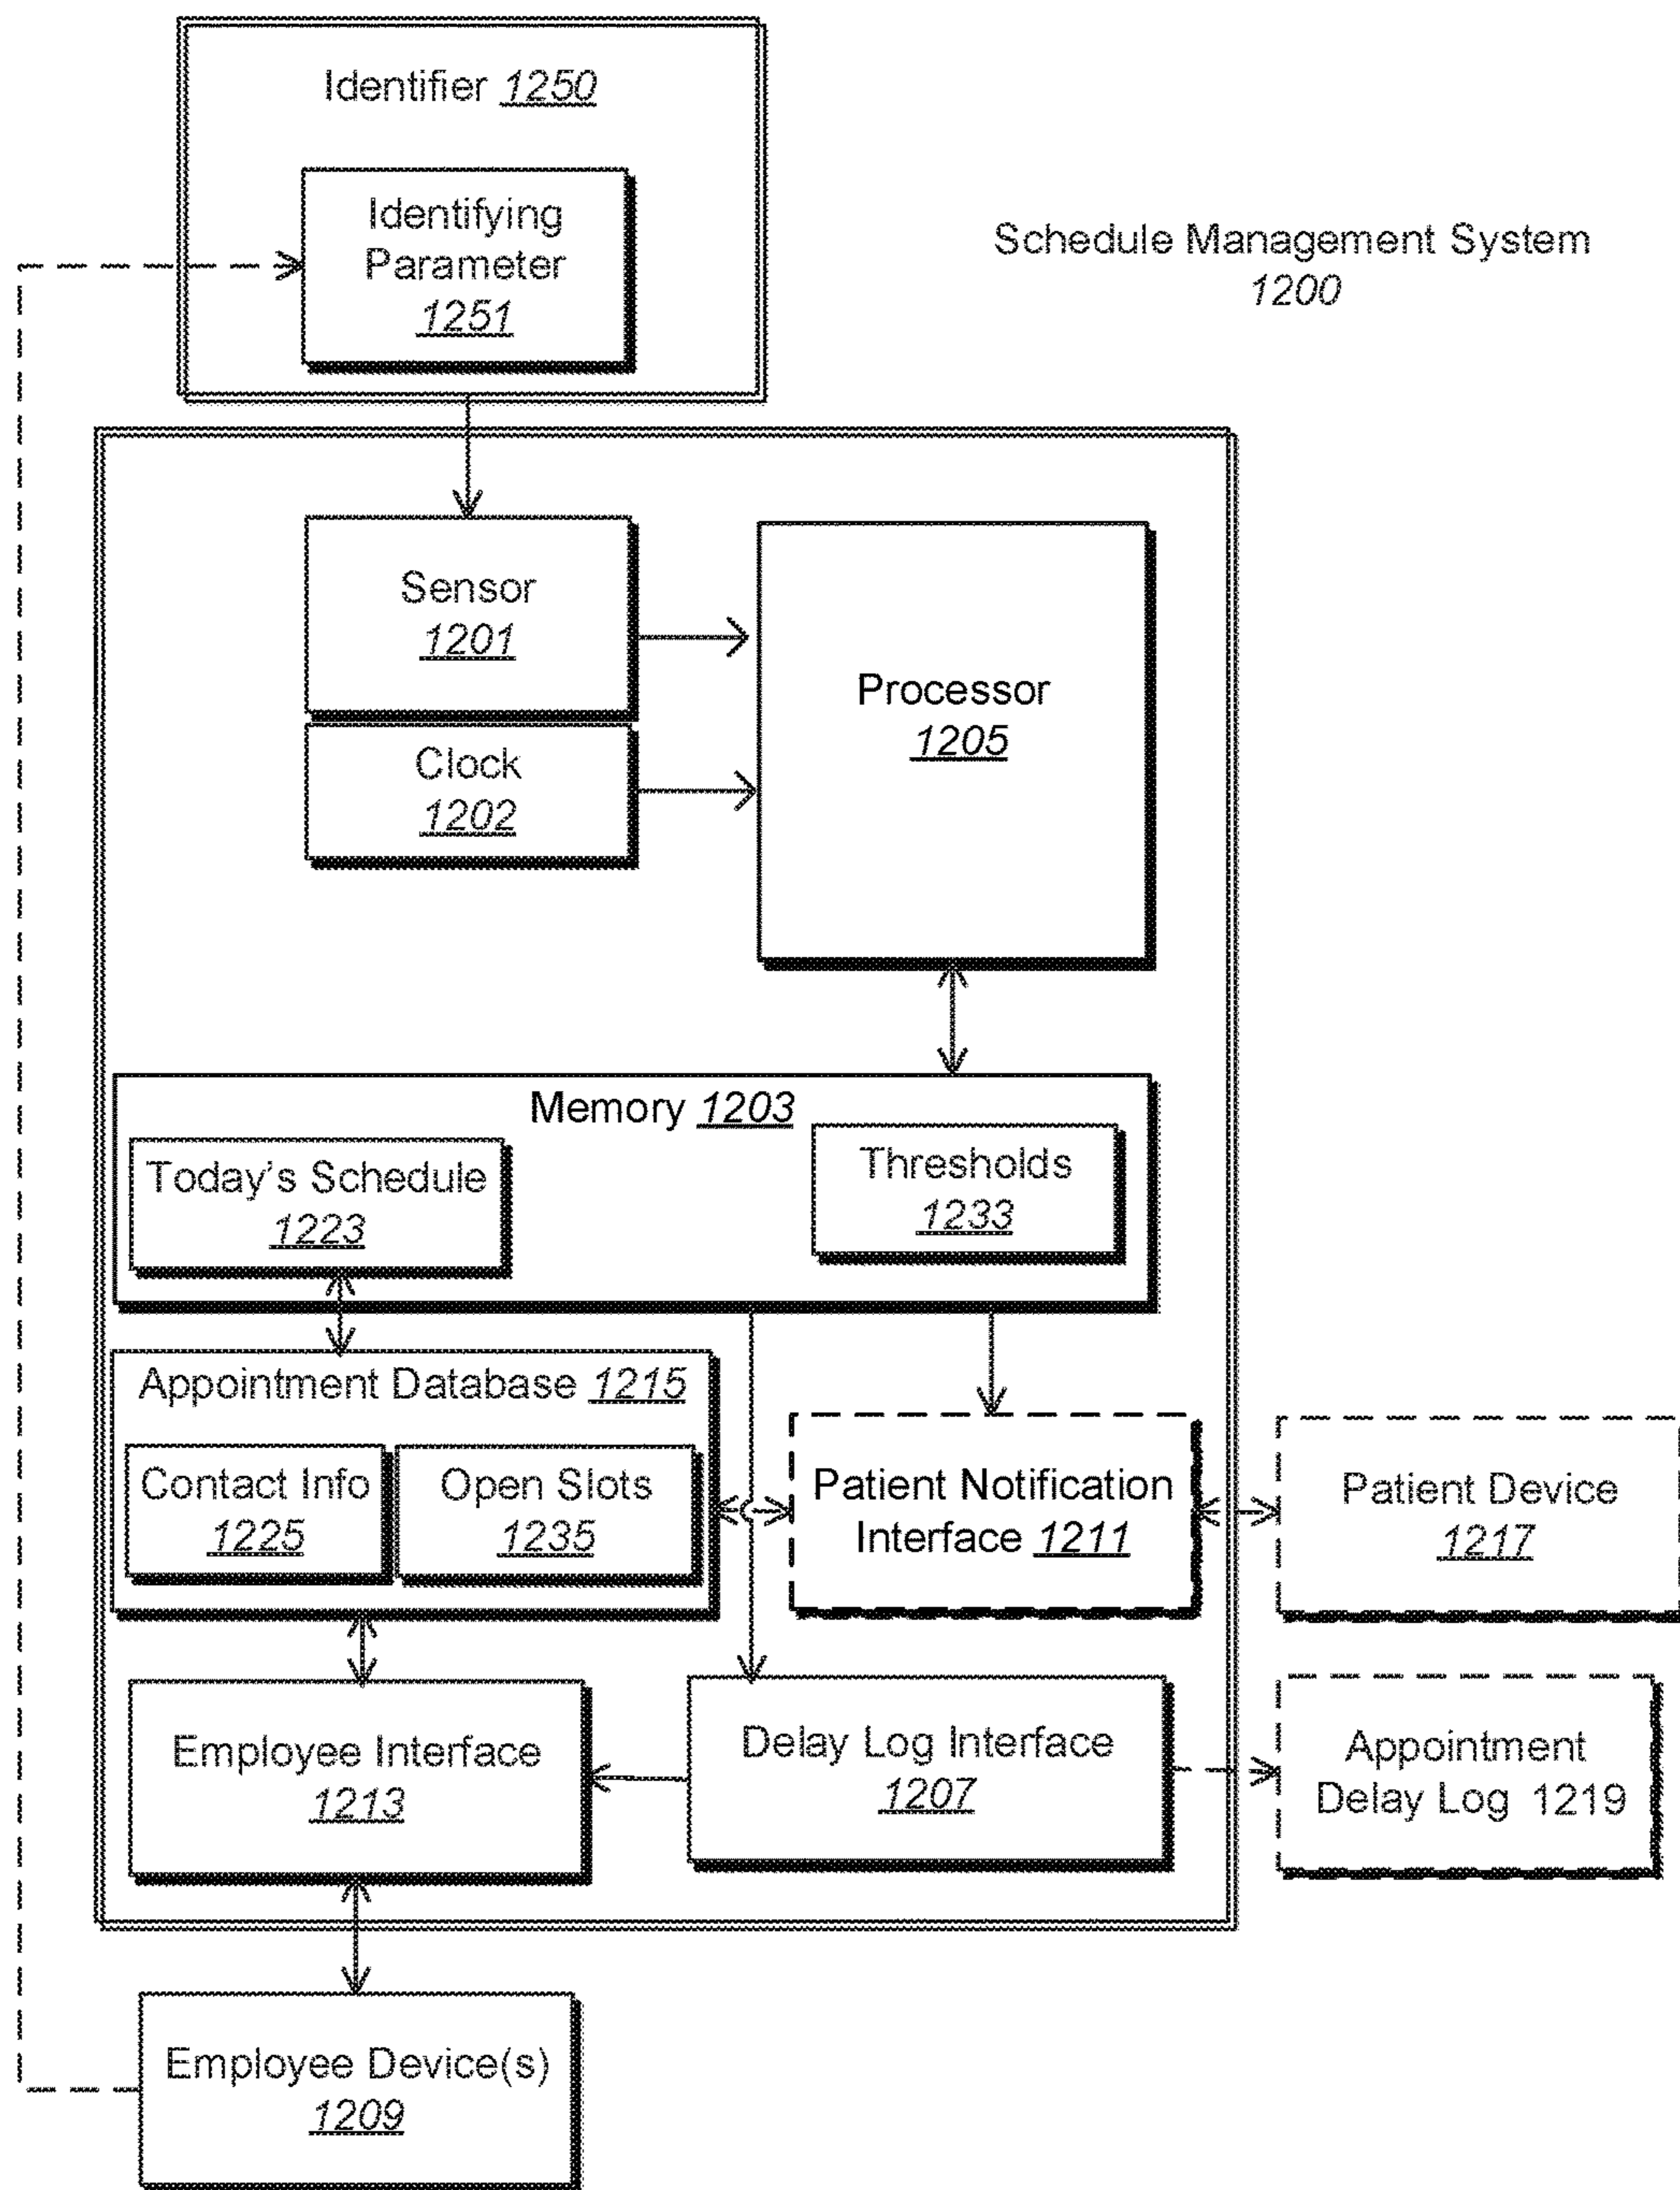 Identifier 1250
Identifying
Parameter
1251
Schedule Management System
1200
Sensor
1201
Clock
1202
Processor
1205
Memory 1203
Today's Schedule
1223
Thresholds
1233
Appointment Database 1215
Contact Info
1225
Open Slots
1235
Patient Notification
Interface 1211
Patient Device
1217
Employee Interface
1213
Delay Log Interface
1207
Appointment
Delay Log 1219
Employee Device(s)
1209